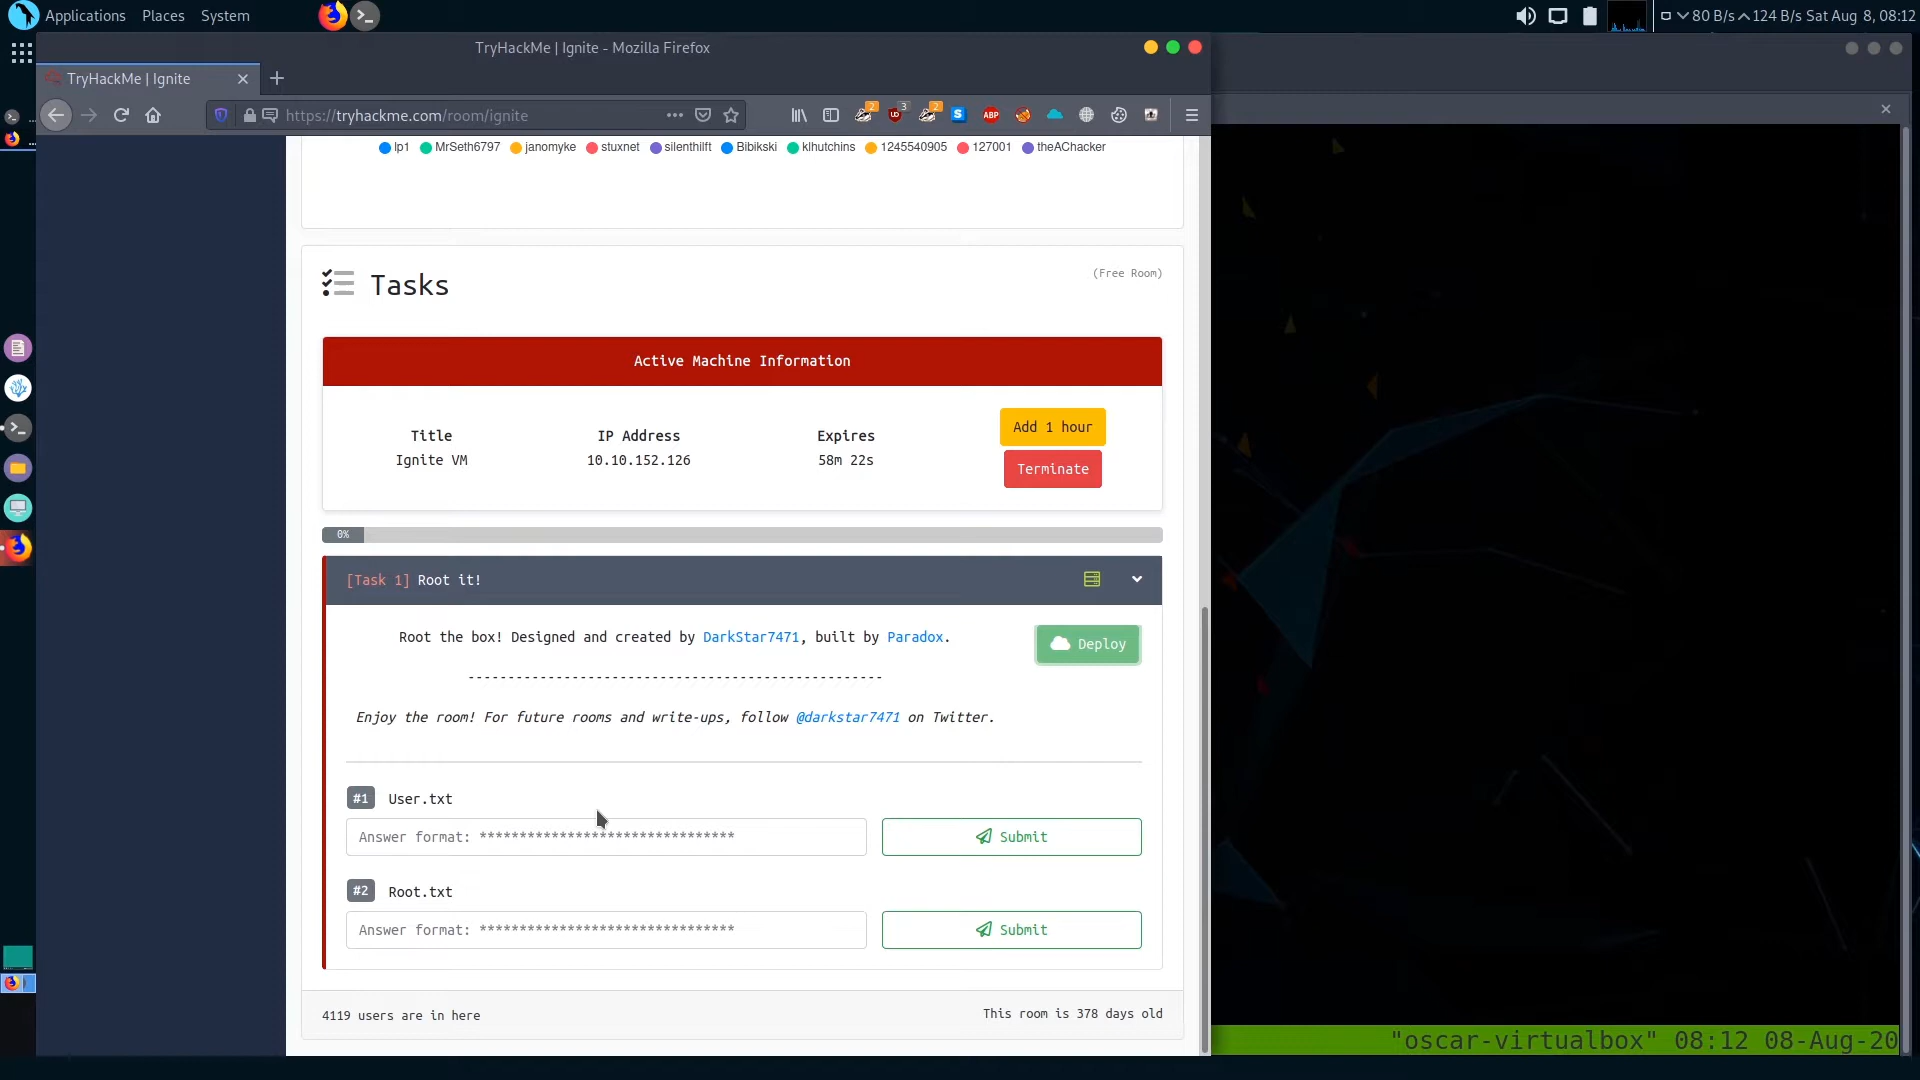 Applications Places System
80 B/s 124 B/s Sat Aug 8, 08:12
TryHackMe | Ignite - Mozilla Firefox
TryHackMe | Ignite
https://tryhackme.com/room/ignite
2
3
2
S
ABP
lp1 MrSeth6797 janomyke stuxnet silenthilft Bibikski klhutchins 1245540905 127001 theAChacker
Tasks
(Free Room)
Active Machine Information
Title IP Address Expires
Add 1 hour
Ignite VM 10.10.152.126 58m 22s
Terminate
0%
[Task 1] Root it!
Root the box! Designed and created by DarkStar7471, built by Paradox.
Deploy
----------------------------------------------------
Enjoy the room! For future rooms and write-ups, follow @darkstar7471 on Twitter.
#1 User.txt
Answer format: ********************************
Submit
#2 Root.txt
Answer format: ********************************
Submit
4119 users are in here
This room is 378 days old
"oscar-virtualbox" 08:12 08-Aug-20